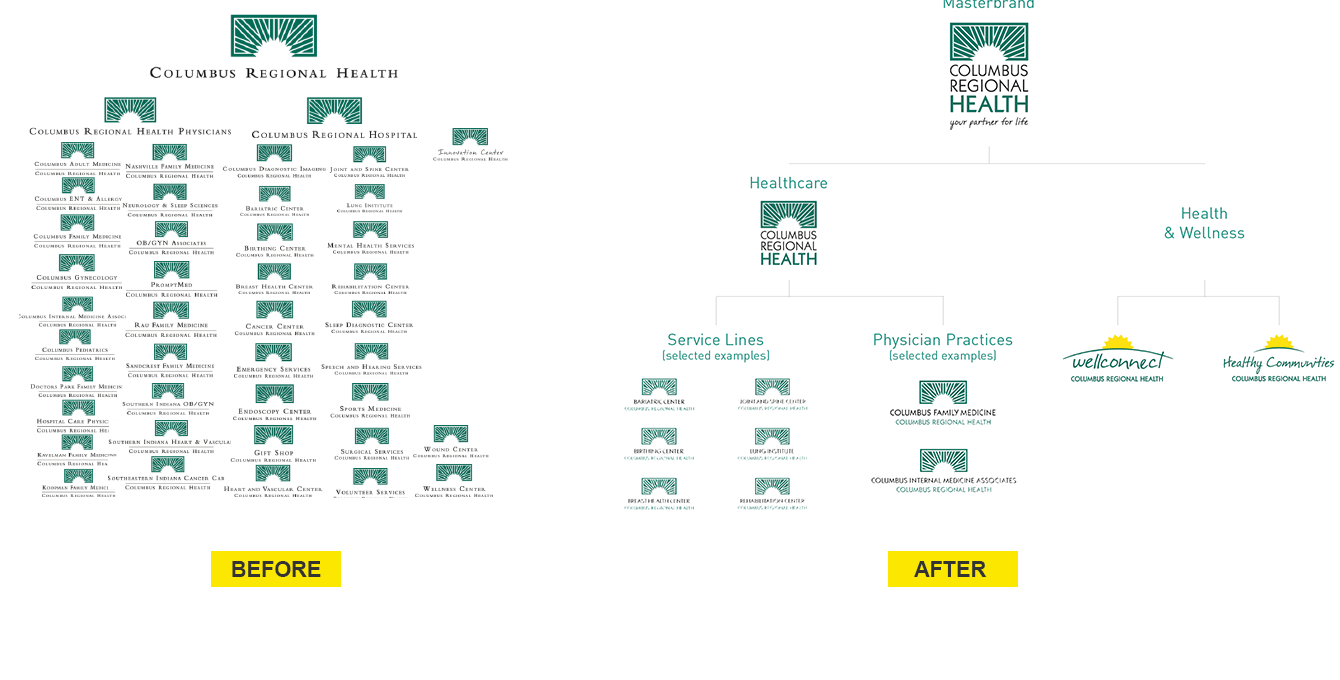 COLUMBUS REGIONAL HEALTH
COLUMBUS REGIONAL HEALTH PHYSICIANS
COLUMBUS REGIONAL HOSPITAL
Innovation Center
COLUMBUS REGIONAL HEALTH
COLUMBUS ADULT MEDICINE
COLUMBUS REGIONAL HEALTH
COLUMBUS ENT & ALLERGY
COLUMBUS REGIONAL HEALTH
COLUMBUS FAMILY MEDICINE
COLUMBUS REGIONAL HEALTH
COLUMBUS GYNECOLOGY
COLUMBUS REGIONAL HEALTH
COLUMBUS INTERNAL MEDICINE ASSOCI
COLUMBUS REGIONAL HEALTH
COLUMBUS PEDIATRICS
COLUMBUS REGIONAL HEALTH
DOCTORS PARK FAMILY MEDICIN
COLUMBUS REGIONAL HEALTH
HOSPITAL CARE PHYSIC
COLUMBUS REGIONAL HE
KAVELMAN FAMILY MEDICINE
COLUMBUS REGIONAL HEA
KOOPMAN FAMILY MEDICI
COLUMBUS REGIONAL HEALTH
NASHVILLE FAMILY MEDICINE
COLUMBUS REGIONAL HEALTH
NEUROLOGY & SLEEP SCIENCES
COLUMBUS REGIONAL HEALTH
OB/GYN ASSOCIATES
COLUMBUS REGIONAL HEALTH
PROMPTMED
COLUMBUS REGIONAL HEALTH
RAU FAMILY MEDICINE
COLUMBUS REGIONAL HEALTH
SANDCREST FAMILY MEDICINE
COLUMBUS REGIONAL HEALTH
SOUTHERN INDIANA OB/GYN
COLUMBUS REGIONAL HEALTH
SOUTHERN INDIANA HEART & VASCULA
COLUMBUS REGIONAL HEALTH
SOUTHEASTERN INDIANA CANCER CAR
COLUMBUS REGIONAL HEALTH
COLUMBUS DIAGNOSTIC IMAGING
COLUMBUS REGIONAL HEALTH
BARIATRIC CENTER
COLUMBUS REGIONAL HEALTH
BIRTHING CENTER
COLUMBUS REGIONAL HEALTH
BREAST HEALTH CENTER
COLUMBUS REGIONAL HEALTH
CANCER CENTER
COLUMBUS REGIONAL HEALTH
EMERGENCY SERVICES
COLUMBUS REGIONAL HEALTH
ENDOSCOPY CENTER
COLUMBUS REGIONAL HEALTH
GIFT SHOP
COLUMBUS REGIONAL HEALTH
HEART AND VASCULAR CENTER
COLUMBUS REGIONAL HEALTH
JOINT AND SPINE CENTER
COLUMBUS REGIONAL HEALTH
LUNG INSTITUTE
COLUMBUS REGIONAL HEALTH
MENTAL HEALTH SERVICES
COLUMBUS REGIONAL HEALTH
REHABILITATION CENTER
COLUMBUS REGIONAL HEALTH
SLEEP DIAGNOSTIC CENTER
COLUMBUS REGIONAL HEALTH
SPEECH AND HEARING SERVICES
COLUMBUS REGIONAL HEALTH
SPORTS MEDICINE
COLUMBUS REGIONAL HEALTH
SURGICAL SERVICES
COLUMBUS REGIONAL HEALTH
VOLUNTEER SERVICES
WOUND CENTER
COLUMBUS REGIONAL HEALTH
WELLNESS CENTER
COLUMBUS REGIONAL HEALTH
BEFORE
Masterbrand
COLUMBUS
REGIONAL
HEALTH
your partner for life
Healthcare
COLUMBUS
REGIONAL
HEALTH
Health
& Wellness
Service Lines
(selected examples)
BARIATRIC CENTER
COLUMBUS REGIONAL HEALTH
JOINT AND SPINE CENTER
COLUMBUS REGIONAL HEALTH
BIRTHING CENTER
COLUMBUS REGIONAL HEALTH
LUNG INSTITUTE
COLUMBUS REGIONAL HEALTH
BREAST HEALTH CENTER
COLUMBUS REGIONAL HEALTH
REHABILITATION CENTER
COLUMBUS REGIONAL HEALTH
Physician Practices
(selected examples)
COLUMBUS FAMILY MEDICINE
COLUMBUS REGIONAL HEALTH
COLUMBUS INTERNAL MEDICINE ASSOCIATES
COLUMBUS REGIONAL HEALTH
wellconnect
COLUMBUS REGIONAL HEALTH
Healthy Communities
COLUMBUS REGIONAL HEALTH
AFTER